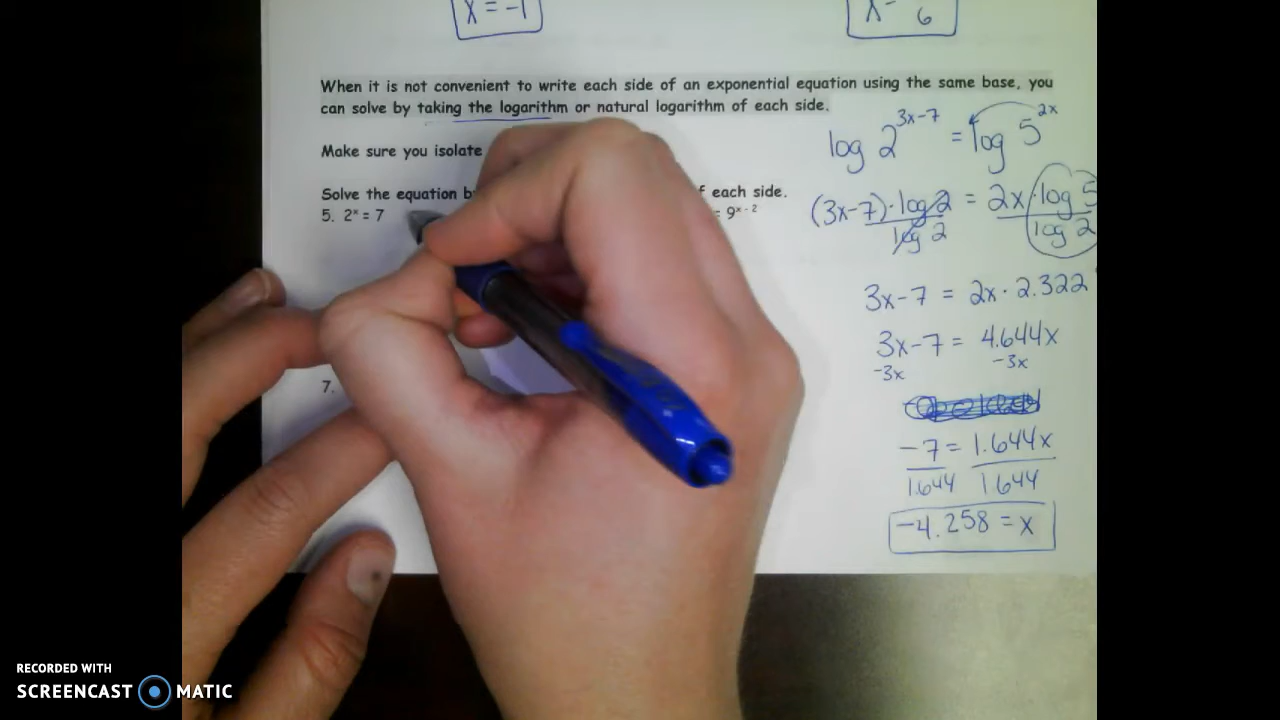 x = -1
x = 6
When it is not convenient to write each side of an exponential equation using the same base, you
can solve by taking the logarithm or natural logarithm of each side.
Make sure you isolate
Solve the equation b f each side.
5. 2ˣ = 7 = 9ˣ⁻²
7.
log 2^{3x-7} = log 5^{2x}
(3x-7)·log 2 = 2x·log 5
log 2 log 2
3x-7 = 2x·2.322
3x-7 = 4.644x
-3x -3x
-7 = 1.644x
1.644 1.644
-4.258 = x
RECORDED WITH
SCREENCAST MATIC